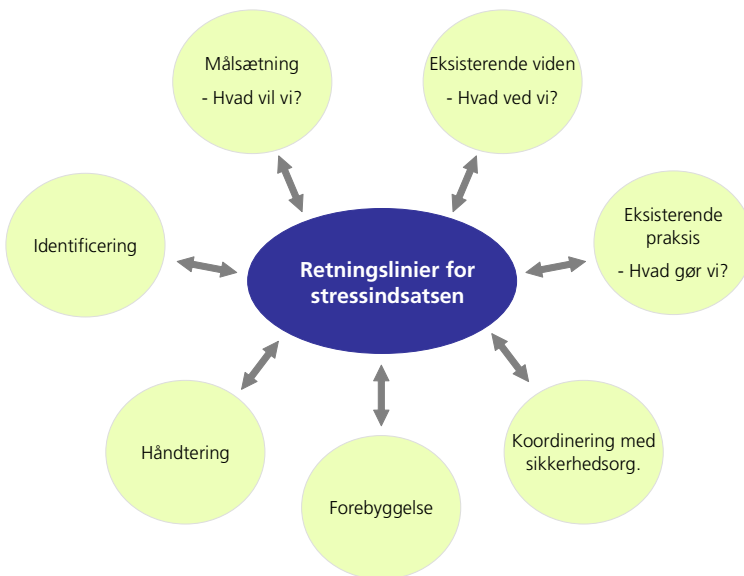 Målsætning
- Hvad vil vi?
Eksisterende viden
- Hvad ved vi?
Eksisterende
praksis
- Hvad gør vi?
Identificering
Retningslinier for
stressindsatsen
Håndtering
Forebyggelse
Koordinering med
sikkerhedsorg.